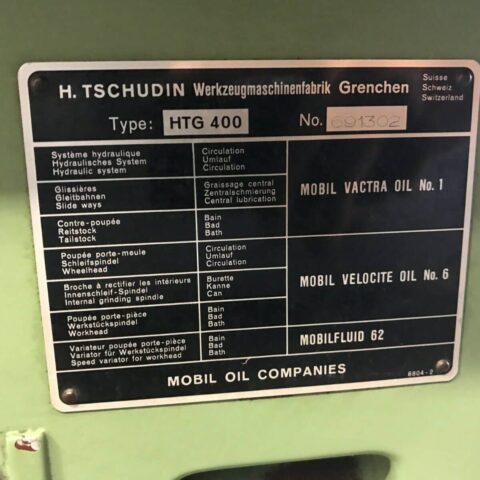 H. TSCHUDIN Werkzeugmaschinenfabrik Grenchen
Suisse
Schweiz
Switzerland
Type: HTG 400 No. 691302
Système hydraulique
Hydraulisches System
Hydraulic system
Circulation
Umlauf
Circulation
Glissières
Gleitbahnen
Slide ways
Graissage central
Zentralschmierung
Central lubrication
MOBIL VACTRA OIL No. 1
Contre-poupée
Reitstock
Tailstock
Bain
Bad
Bath
Poupée porte-meule
Schleifspindel
Wheelhead
Circulation
Umlauf
Circulation
Broche à rectifier les intérieurs
Innenschleif-Spindel
Internal grinding spindle
Burette
Kanne
Can
MOBIL VELOCITE OIL No. 6
Poupée porte-pièce
Werkstückspindel
Workhead
Bain
Bad
Bath
Variateur poupée porte-pièce
Variator für Werkstückspindel
Speed variator for workhead
Bain
Bad
Bath
MOBILFLUID 62
MOBIL OIL COMPANIES
6804-2